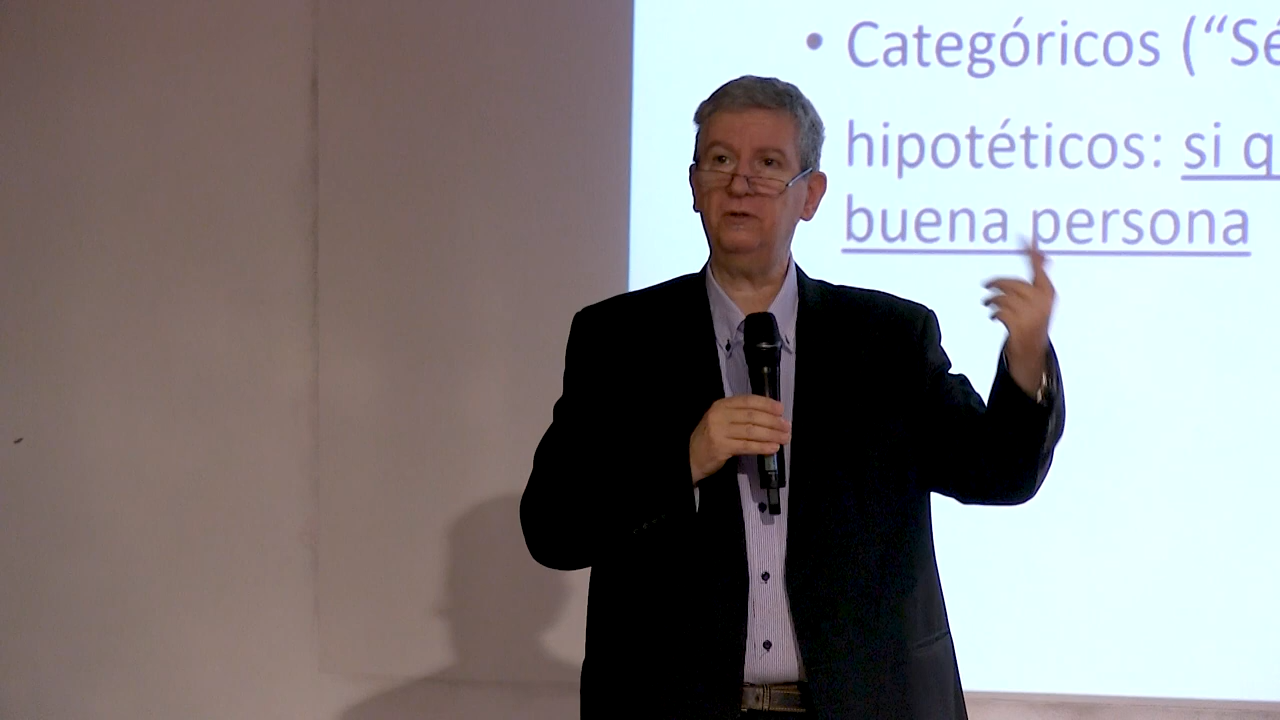 • Categóricos (“Sé
hipotéticos: si q
buena persona